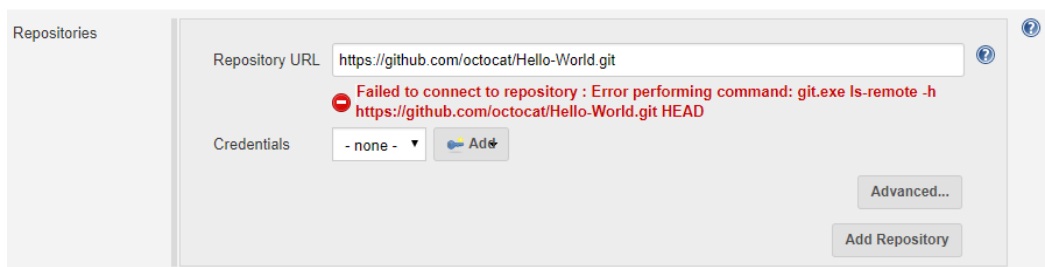 Repositories
Repository URL
https://github.com/octocat/Hello-World.git
Failed to connect to repository : Error performing command: git.exe ls-remote -h
https://github.com/octocat/Hello-World.git HEAD
Credentials
- none -
Add
Advanced...
Add Repository